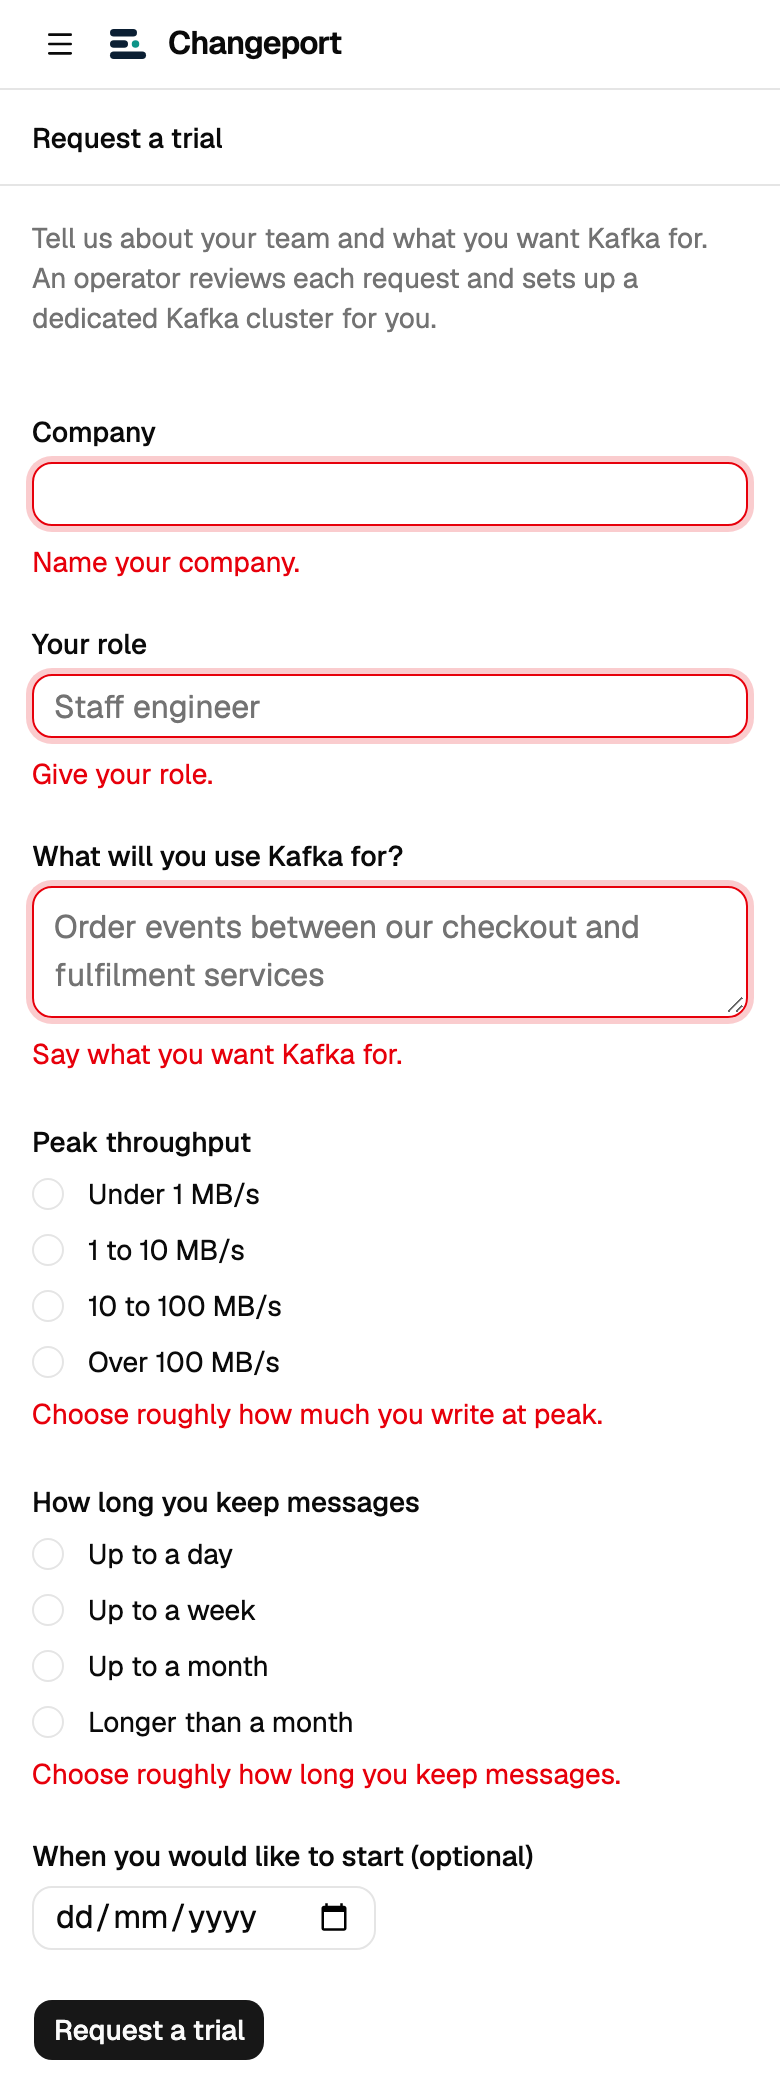 Changeport
Request a trial
Tell us about your team and what you want Kafka for.
An operator reviews each request and sets up a
dedicated Kafka cluster for you.
Company
Name your company.
Your role
Staff engineer
Give your role.
What will you use Kafka for?
Order events between our checkout and
fulfilment services
Say what you want Kafka for.
Peak throughput
Under 1 MB/s
1 to 10 MB/s
10 to 100 MB/s
Over 100 MB/s
Choose roughly how much you write at peak.
How long you keep messages
Up to a day
Up to a week
Up to a month
Longer than a month
Choose roughly how long you keep messages.
When you would like to start (optional)
dd/mm/yyyy
Request a trial